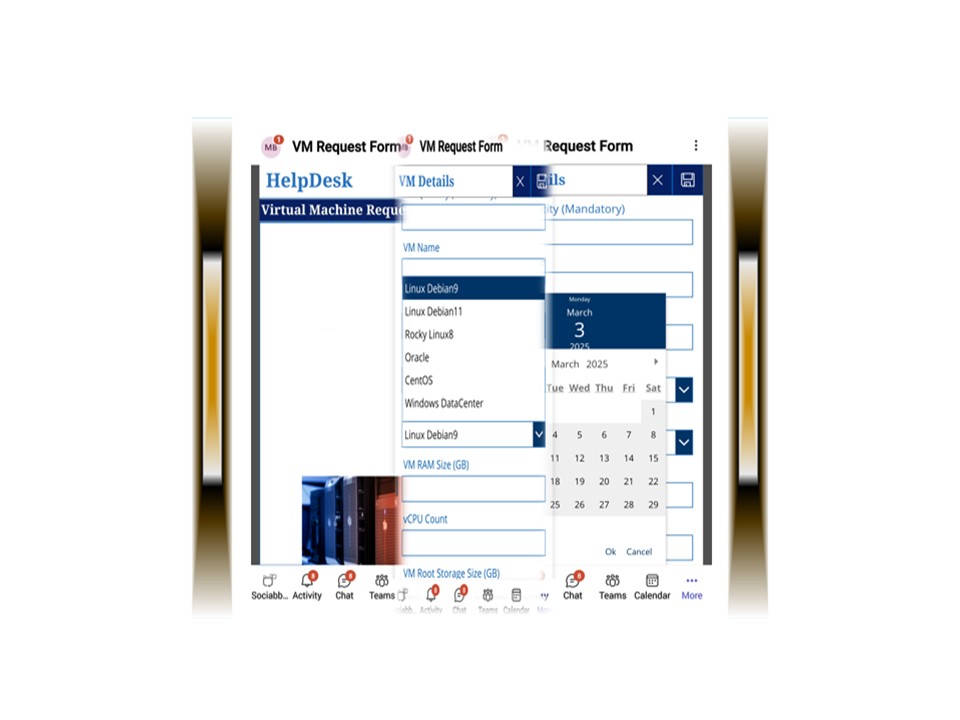 MB 1 VM Request Form
HelpDesk
Virtual Machine Reque
VM Request Form
VM Details X
VM Name
Linux Debian9
Linux Debian11
Rocky Linux8
Oracle
CentOS
Windows DataCenter
Linux Debian9
VM RAM Size (GB)
vCPU Count
VM Root Storage Size (GB)
Request Form
ils
ity (Mandatory)
Monday
March
3
2025
March 2025
Tue Wed Thu Fri Sat
1
4 5 6 7 8
11 12 13 14 15
18 19 20 21 22
25 26 27 28 29
Ok Cancel
Sociabb... Activity Chat Teams
Activity Chat Teams Calendar
Chat Teams Calendar More